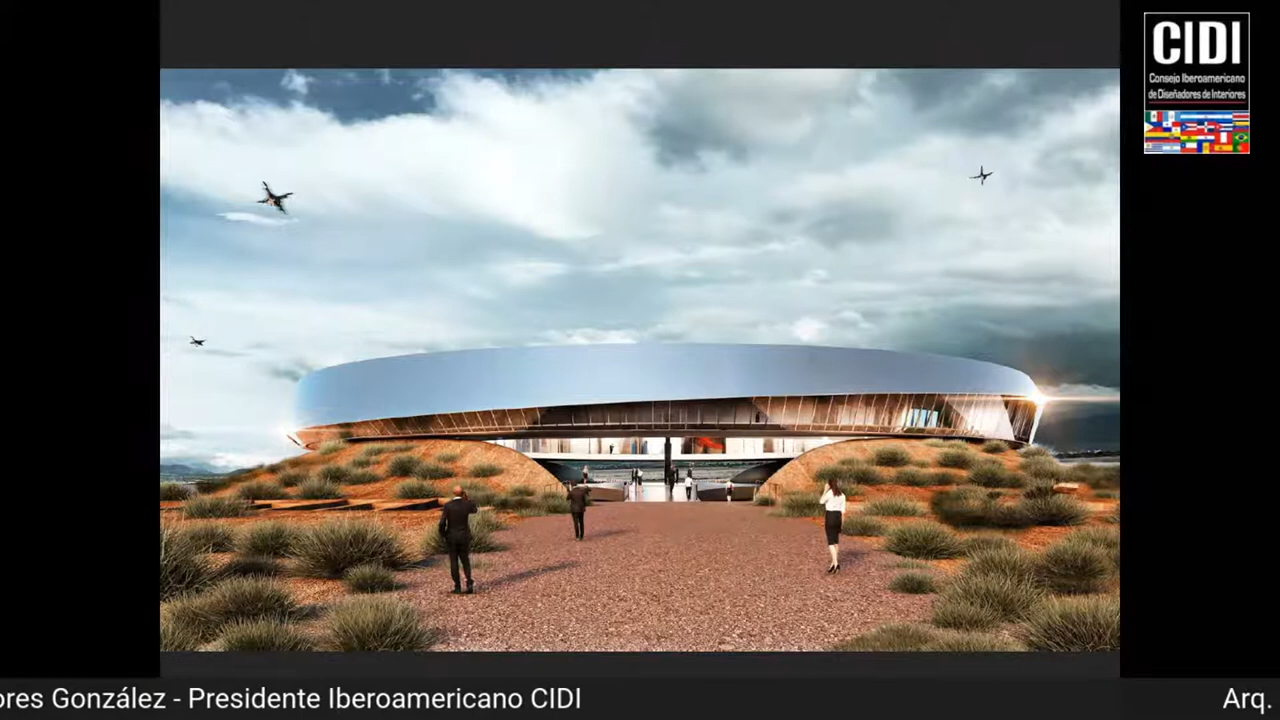 CIDI
Consejo Iberoamericano
de Diseñadores de Interiores
ores González - Presidente Iberoamericano CIDI
Arq.